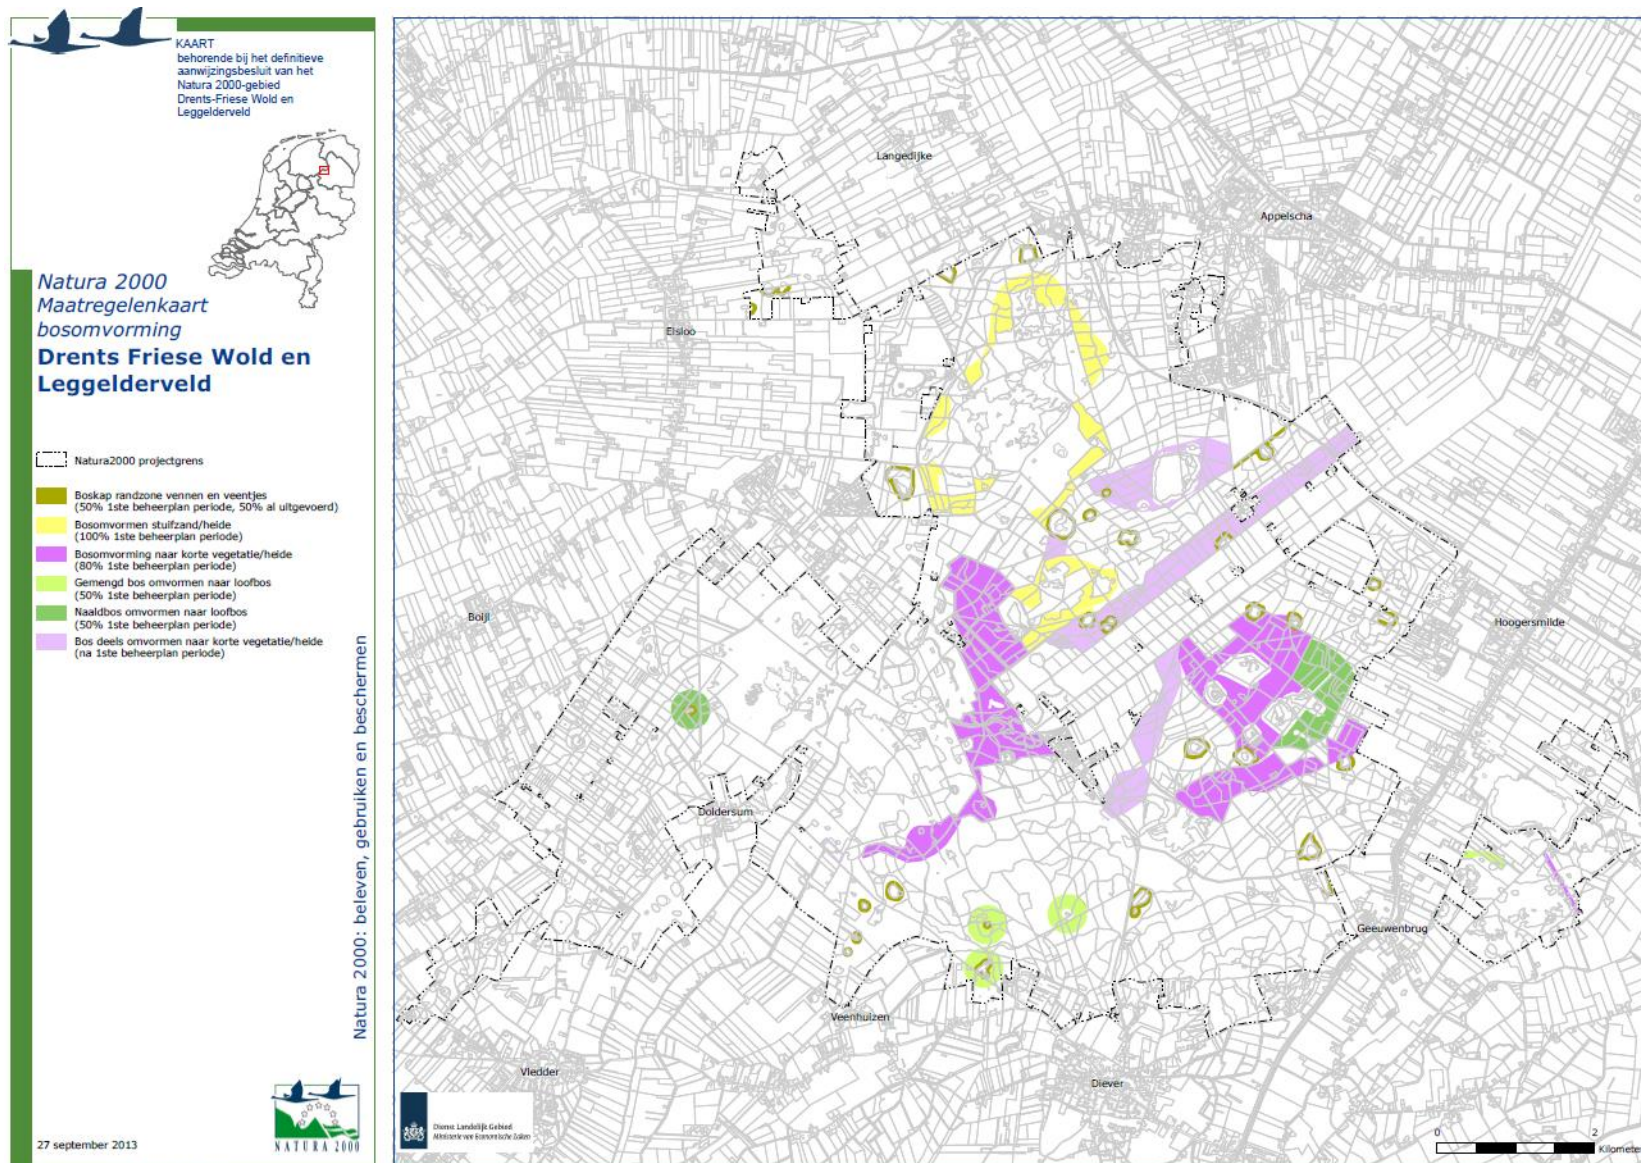 KAART
behorende bij het definitieve
aanwijzingsbesluit van het
Natura 2000-gebied
Drents-Friese Wold en
Leggelderveld
Natura 2000
Maatregelenkaart
bosomvorming
Drents Friese Wold en
Leggelderveld
Natura2000 projectgrens
Boskap randzone vennen en veentjes
(50% 1ste beheerplan periode, 50% al uitgevoerd)
Bosomvormen stuifzand/heide
(100% 1ste beheerplan periode)
Bosomvorming naar korte vegetatie/heide
(80% 1ste beheerplan periode)
Gemengd bos omvormen naar loofbos
(50% 1ste beheerplan periode)
Naaldbos omvormen naar loofbos
(50% 1ste beheerplan periode)
Bos deels omvormen naar korte vegetatie/heide
(na 1ste beheerplan periode)
Natura 2000: beleven, gebruiken en beschermen
27 september 2013
NATURA 2000
Langedijke
Appelscha
Elsloo
Boijl
Hoogersmilde
Doldersum
Geeuwenbrug
Veenhuizen
Vledder
Diever
Dienst Landelijk Gebied
Ministerie van Economische Zaken
0 2
Kilometer